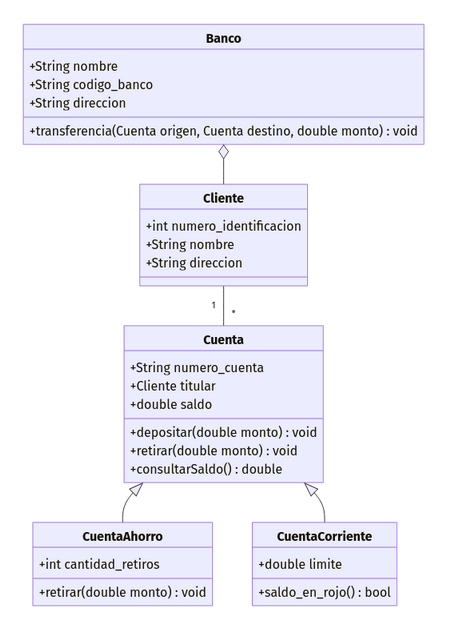 Banco
+String nombre
+String codigo_banco
+String direccion
+transferencia(Cuenta origen, Cuenta destino, double monto) : void
Cliente
+int numero_identificacion
+String nombre
+String direccion
1
*
Cuenta
+String numero_cuenta
+Cliente titular
+double saldo
+depositar(double monto) : void
+retirar(double monto) : void
+consultarSaldo() : double
CuentaAhorro
+int cantidad_retiros
+retirar(double monto) : void
CuentaCorriente
+double limite
+saldo_en_rojo() : bool